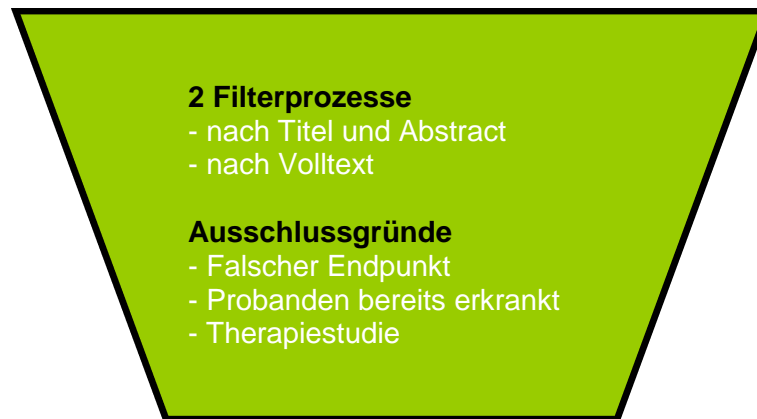 2 Filterprozesse
- nach Titel und Abstract
- nach Volltext
Ausschlussgründe
- Falscher Endpunkt
- Probanden bereits erkrankt
- Therapiestudie